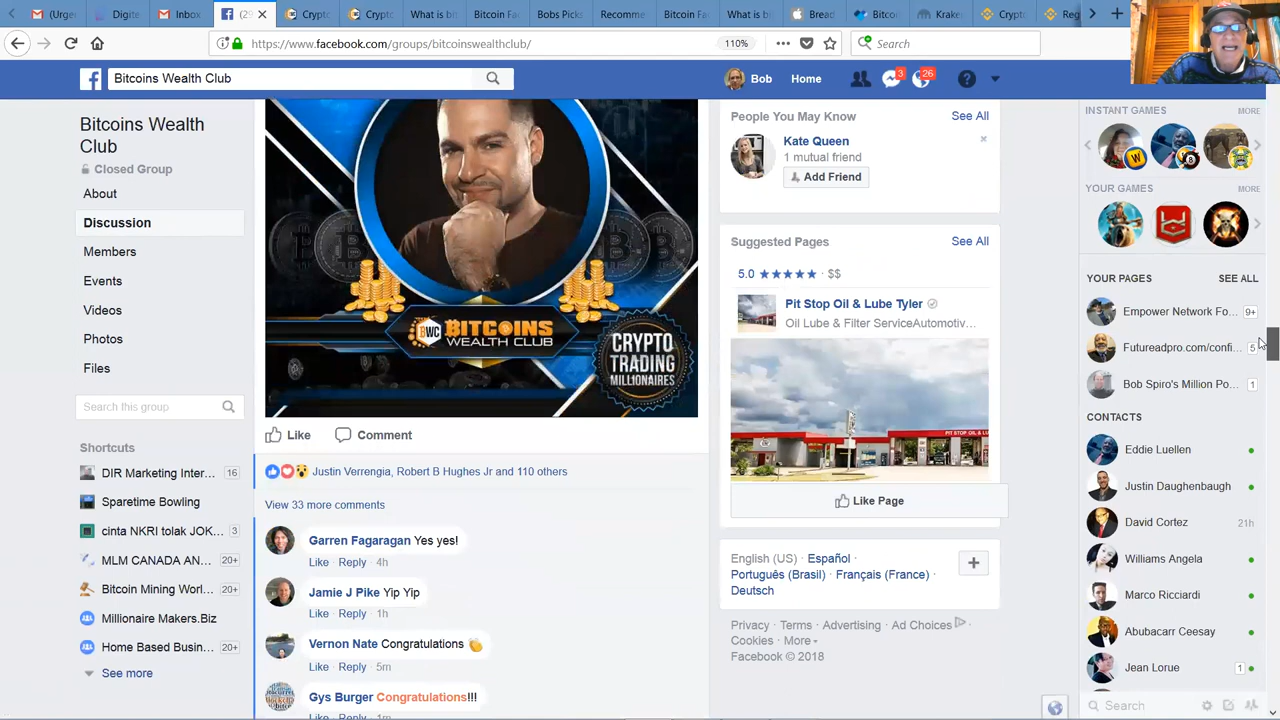 (Urge
Digite
Inbox
(29
Crypto
Crypto
What is bi
Bitcoin Fa
Bobs Picks
Recomme
Bitcoin Fa
What is b
Bread
Bitcoi
Kraken
Crypto
Reg
https://www.facebook.com/groups/bitcoinswealthclub/
110%
Search
Bitcoins Wealth Club
Bob
Home
3
26
Bitcoins Wealth
Club
Closed Group
About
Discussion
Members
Events
Videos
Photos
Files
Search this group
Shortcuts
DIR Marketing Inter... 16
Sparetime Bowling
cinta NKRI tolak JOK... 3
MLM CANADA AN... 20+
Bitcoin Mining Worl... 20+
Millionaire Makers.Biz
Home Based Busin... 20+
See more
BWC BITCOINS
WEALTH CLUB
CRYPTO
TRADING
MILLIONAIRES
Like
Comment
Justin Verrengia, Robert B Hughes Jr and 110 others
View 33 more comments
Garren Fagaragan Yes yes!
Like · Reply · 4h
Jamie J Pike Yip Yip
Like · Reply · 1h
Vernon Nate Congratulations
Like · Reply · 5m
Gys Burger Congratulations!!!
Like · Reply · 1m
People You May Know
See All
Kate Queen
1 mutual friend
Add Friend
Suggested Pages
See All
5.0 ★★★★★ · $$
Pit Stop Oil & Lube Tyler
Oil Lube & Filter ServiceAutomotiv...
PIT STOP OIL & LUB
Like Page
English (US) · Español ·
Português (Brasil) · Français (France) ·
Deutsch
Privacy · Terms · Advertising · Ad Choices
Cookies · More
Facebook © 2018
INSTANT GAMES
MORE
YOUR GAMES
MORE
YOUR PAGES
SEE ALL
Empower Network Fo... 9+
Futureadpro.com/confi... 5
Bob Spiro's Million Po... 1
CONTACTS
Eddie Luellen
Justin Daughenbaugh
David Cortez 21h
Williams Angela
Marco Ricciardi
Abubacarr Ceesay
Jean Lorue 1
Search